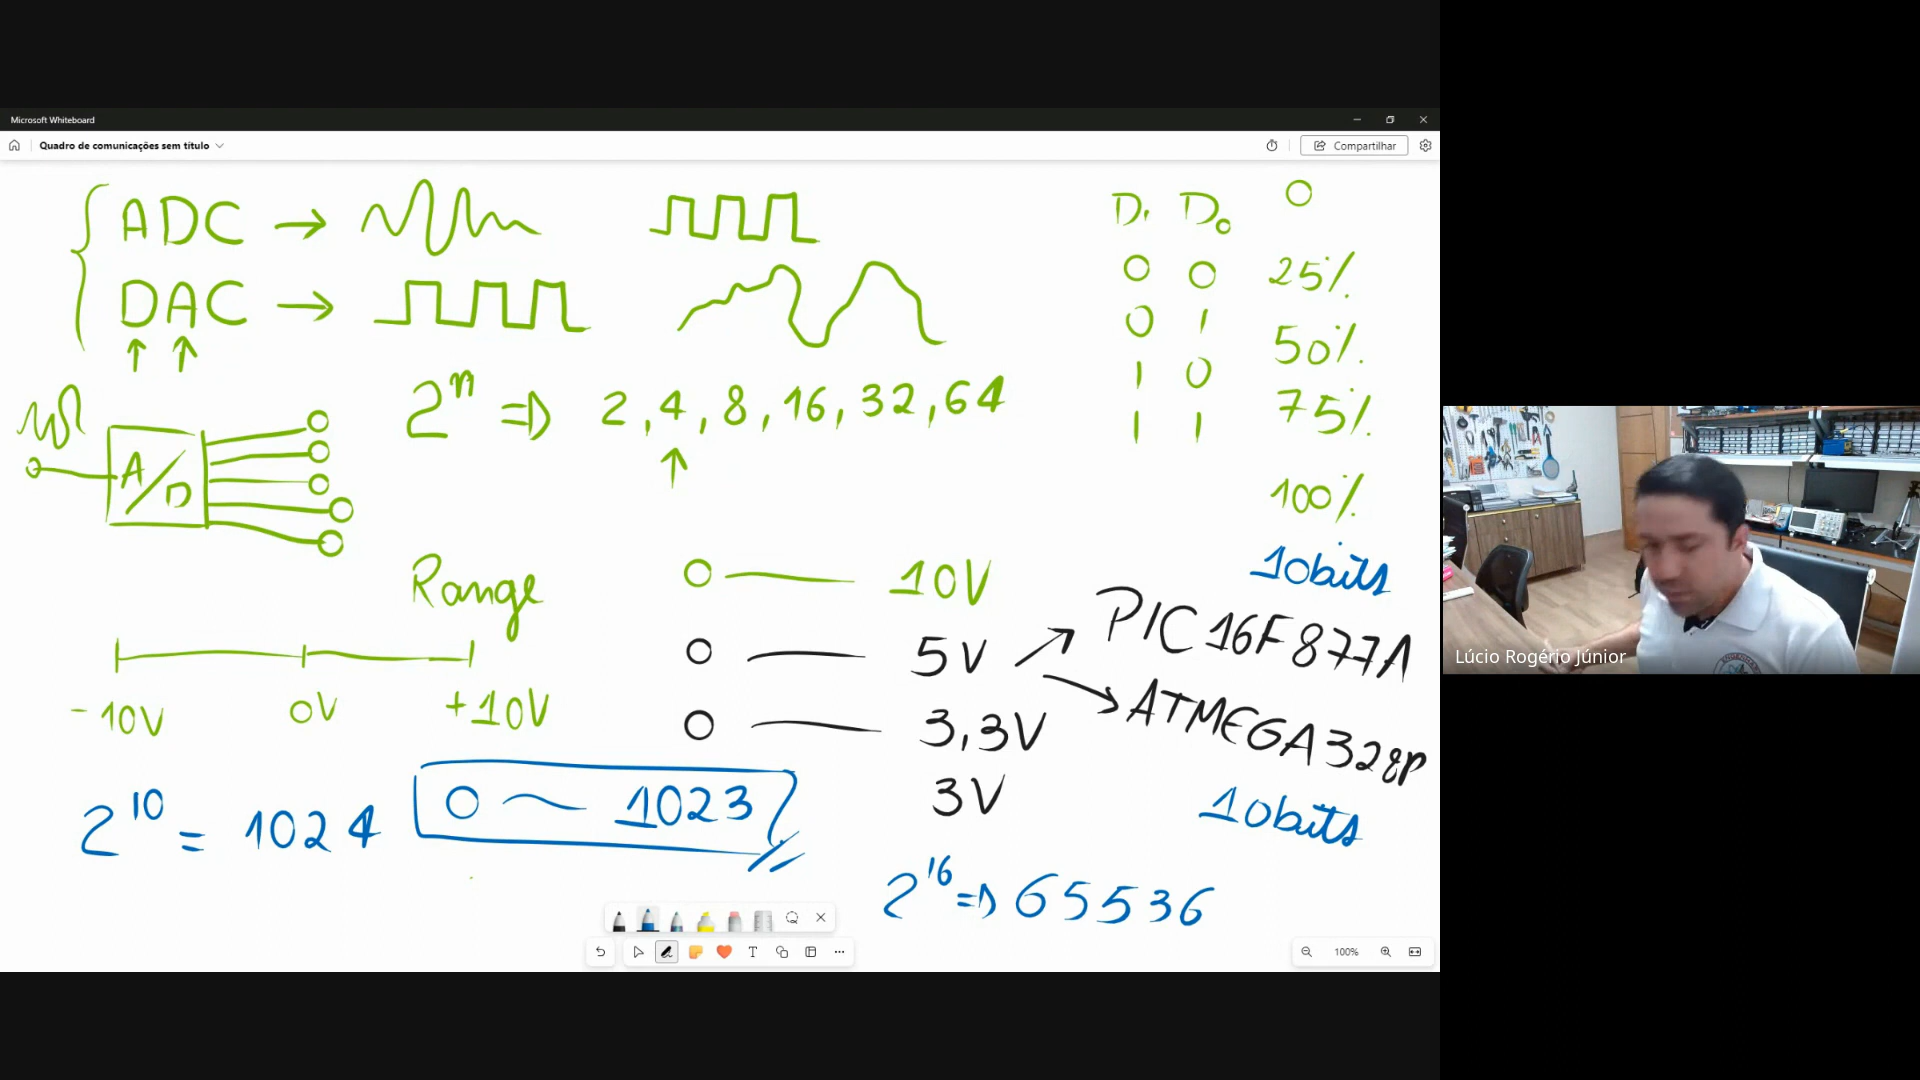 Microsoft Whiteboard
Quadro de comunicações sem título
Compartilhar
ADC →
DAC →
↑ ↑
A/D
2ⁿ ⇒ 2, 4, 8, 16, 32, 64
↑
D₁ D₀ 0
0 0 25%
0 1 50%
1 0 75%
1 1
100%
Range
-10V 0V +10V
0 — 10V
0 — 5V
0 — 3,3V
3V
10bits
PIC16F877A
ATMEGA328P
10bits
2¹⁰ = 1024
0 ~ 1023
2¹⁶ ⇒ 65536
100%
Lúcio Rogério Júnior